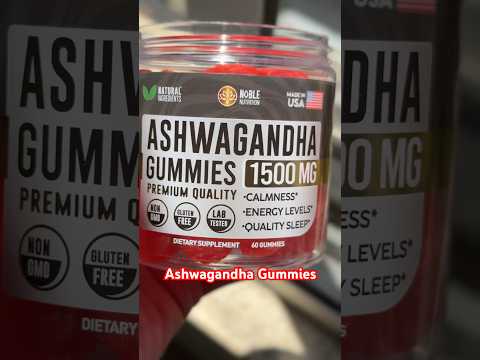 NATURAL
INGREDIENTS
NOBLE
NUTRITION
MADE IN
USA
ASHWAGANDHA
GUMMIES 1500 MG
PREMIUM QUALITY
•CALMNESS*
•ENERGY LEVELS*
•QUALITY SLEEP*
NON
GMO
GLUTEN
FREE
LAB
TESTED
DIETARY SUPPLEMENT 60 GUMMIES
Ashwagandha Gummies